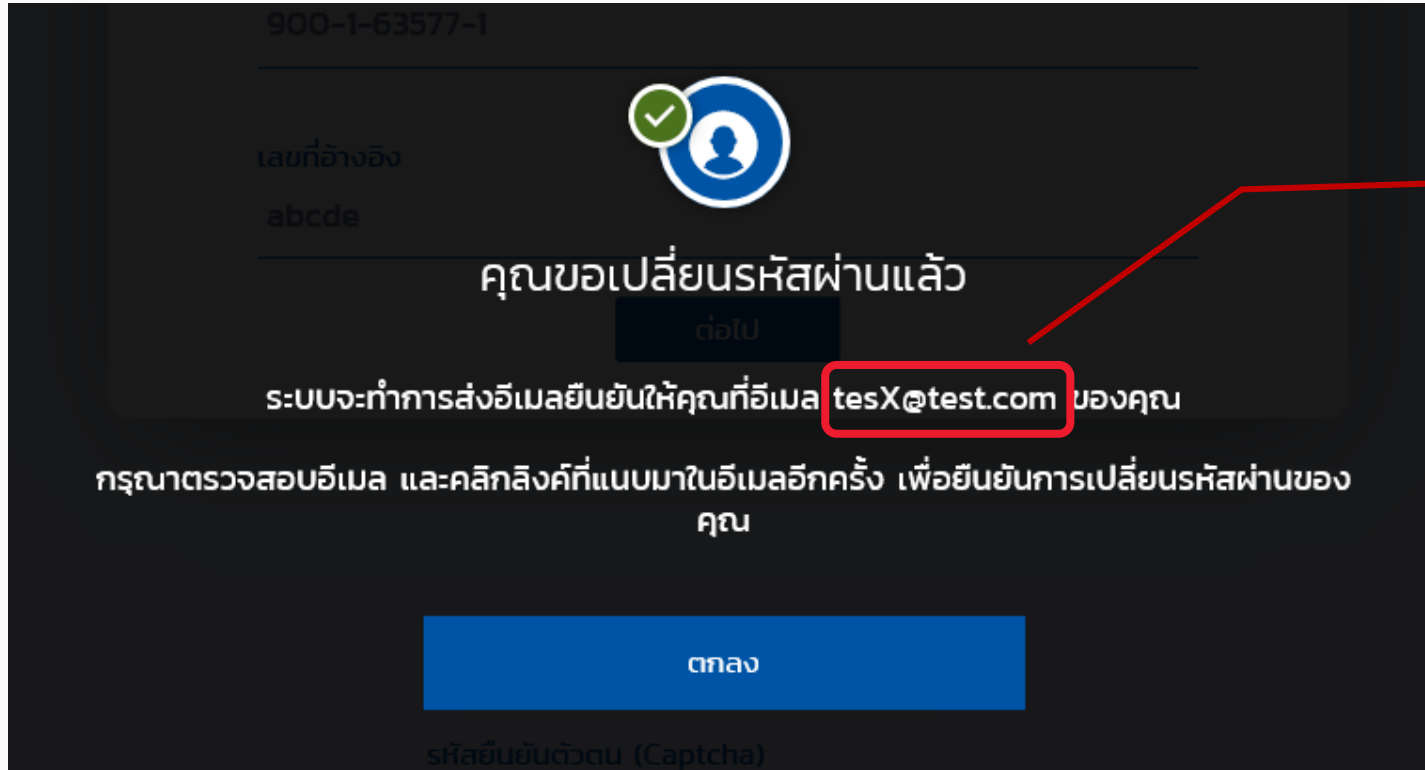 900-1-63577-1
เลขที่อ้างอิง
abcde
คุณขอเปลี่ยนรหัสผ่านแล้ว
ต่อไป
ระบบจะทำการส่งอีเมลยืนยันให้คุณที่อีเมล tesX@test.com ของคุณ
กรุณาตรวจสอบอีเมล และคลิกลิงค์ที่แนบมาในอีเมลอีกครั้ง เพื่อยืนยันการเปลี่ยนรหัสผ่านของ
คุณ
ตกลง
รหัสยืนยันตัวตน (Captcha)